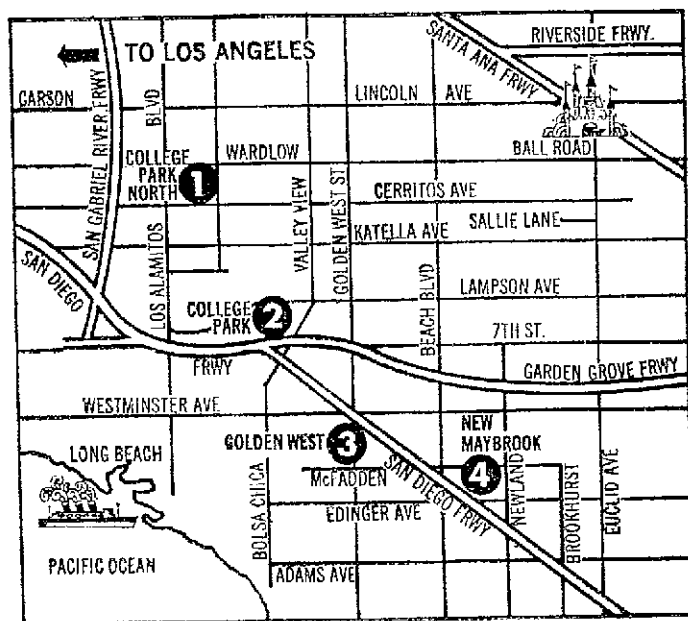 TO LOS ANGELES
RIVERSIDE FRWY.
SANTA ANA FRWY
CARSON
SAN GABRIEL RIVER FRWY
BLVD
LINCOLN AVE
WARDLOW
BALL ROAD
COLLEGE
PARK
NORTH
1
CERRITOS AVE
VALLEY VIEW
GOLDEN WEST ST
SALLIE LANE
KATELLA AVE
SAN DIEGO
LOS ALAMITOS
BEACH BLVD
LAMPSON AVE
COLLEGE
PARK
2
7TH ST.
FRWY
GARDEN GROVE FRWY
WESTMINSTER AVE
GOLDEN WEST
3
NEW
MAYBROOK
4
LONG BEACH
McFADDEN
SAN DIEGO FRWY
BOLSA CHICA
EDINGER AVE
NEWLAND
BROOKHURST
EUCLID AVE
PACIFIC OCEAN
ADAMS AVE